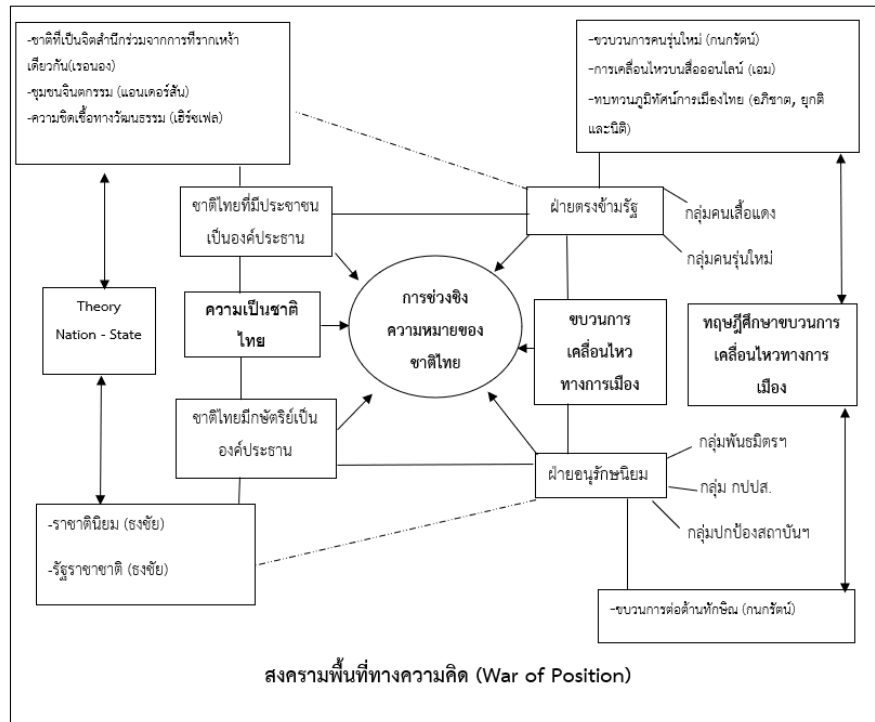 -ชาติที่เป็นจิตสำนึกร่วมจากการที่รากเหง้า
เดียวกัน(เรอนอง)
-ชุมชนจินตกรรม (แอนเดอร์สัน)
-ความชิดเชื้อทางวัฒนธรรม (เฮิร์ซเฟล)
-ขวบวนการคนรุ่นใหม่ (กนกรัตน์)
-การเคลื่อนไหวบนสื่อออนไลน์ (เอม)
-ทบทวนภูมิทัศน์การเมืองไทย (อภิชาต, ยุกติ
และนิติ)
ชาติไทยที่มีประชาชน
เป็นองค์ประธาน
ฝ่ายตรงข้ามรัฐ
กลุ่มคนเสื้อแดง
กลุ่มคนรุ่นใหม่
Theory
Nation - State
ความเป็นชาติ
ไทย
การช่วงชิง
ความหมายของ
ชาติไทย
ขบวนการ
เคลื่อนไหว
ทางการเมือง
ทฤษฎีศึกษาขบวนการ
เคลื่อนไหวทางการ
เมือง
ชาติไทยมีกษัตริย์เป็น
องค์ประธาน
ฝ่ายอนุรักษนิยม
กลุ่มพันธมิตรฯ
กลุ่ม กปปส.
กลุ่มปกป้องสถาบันฯ
-ราชาตินิยม (ธงชัย)
-รัฐราชาชาติ (ธงชัย)
-ขบวนการต่อต้านทักษิณ (กนกรัตน์)
สงครามพื้นที่ทางความคิด (War of Position)